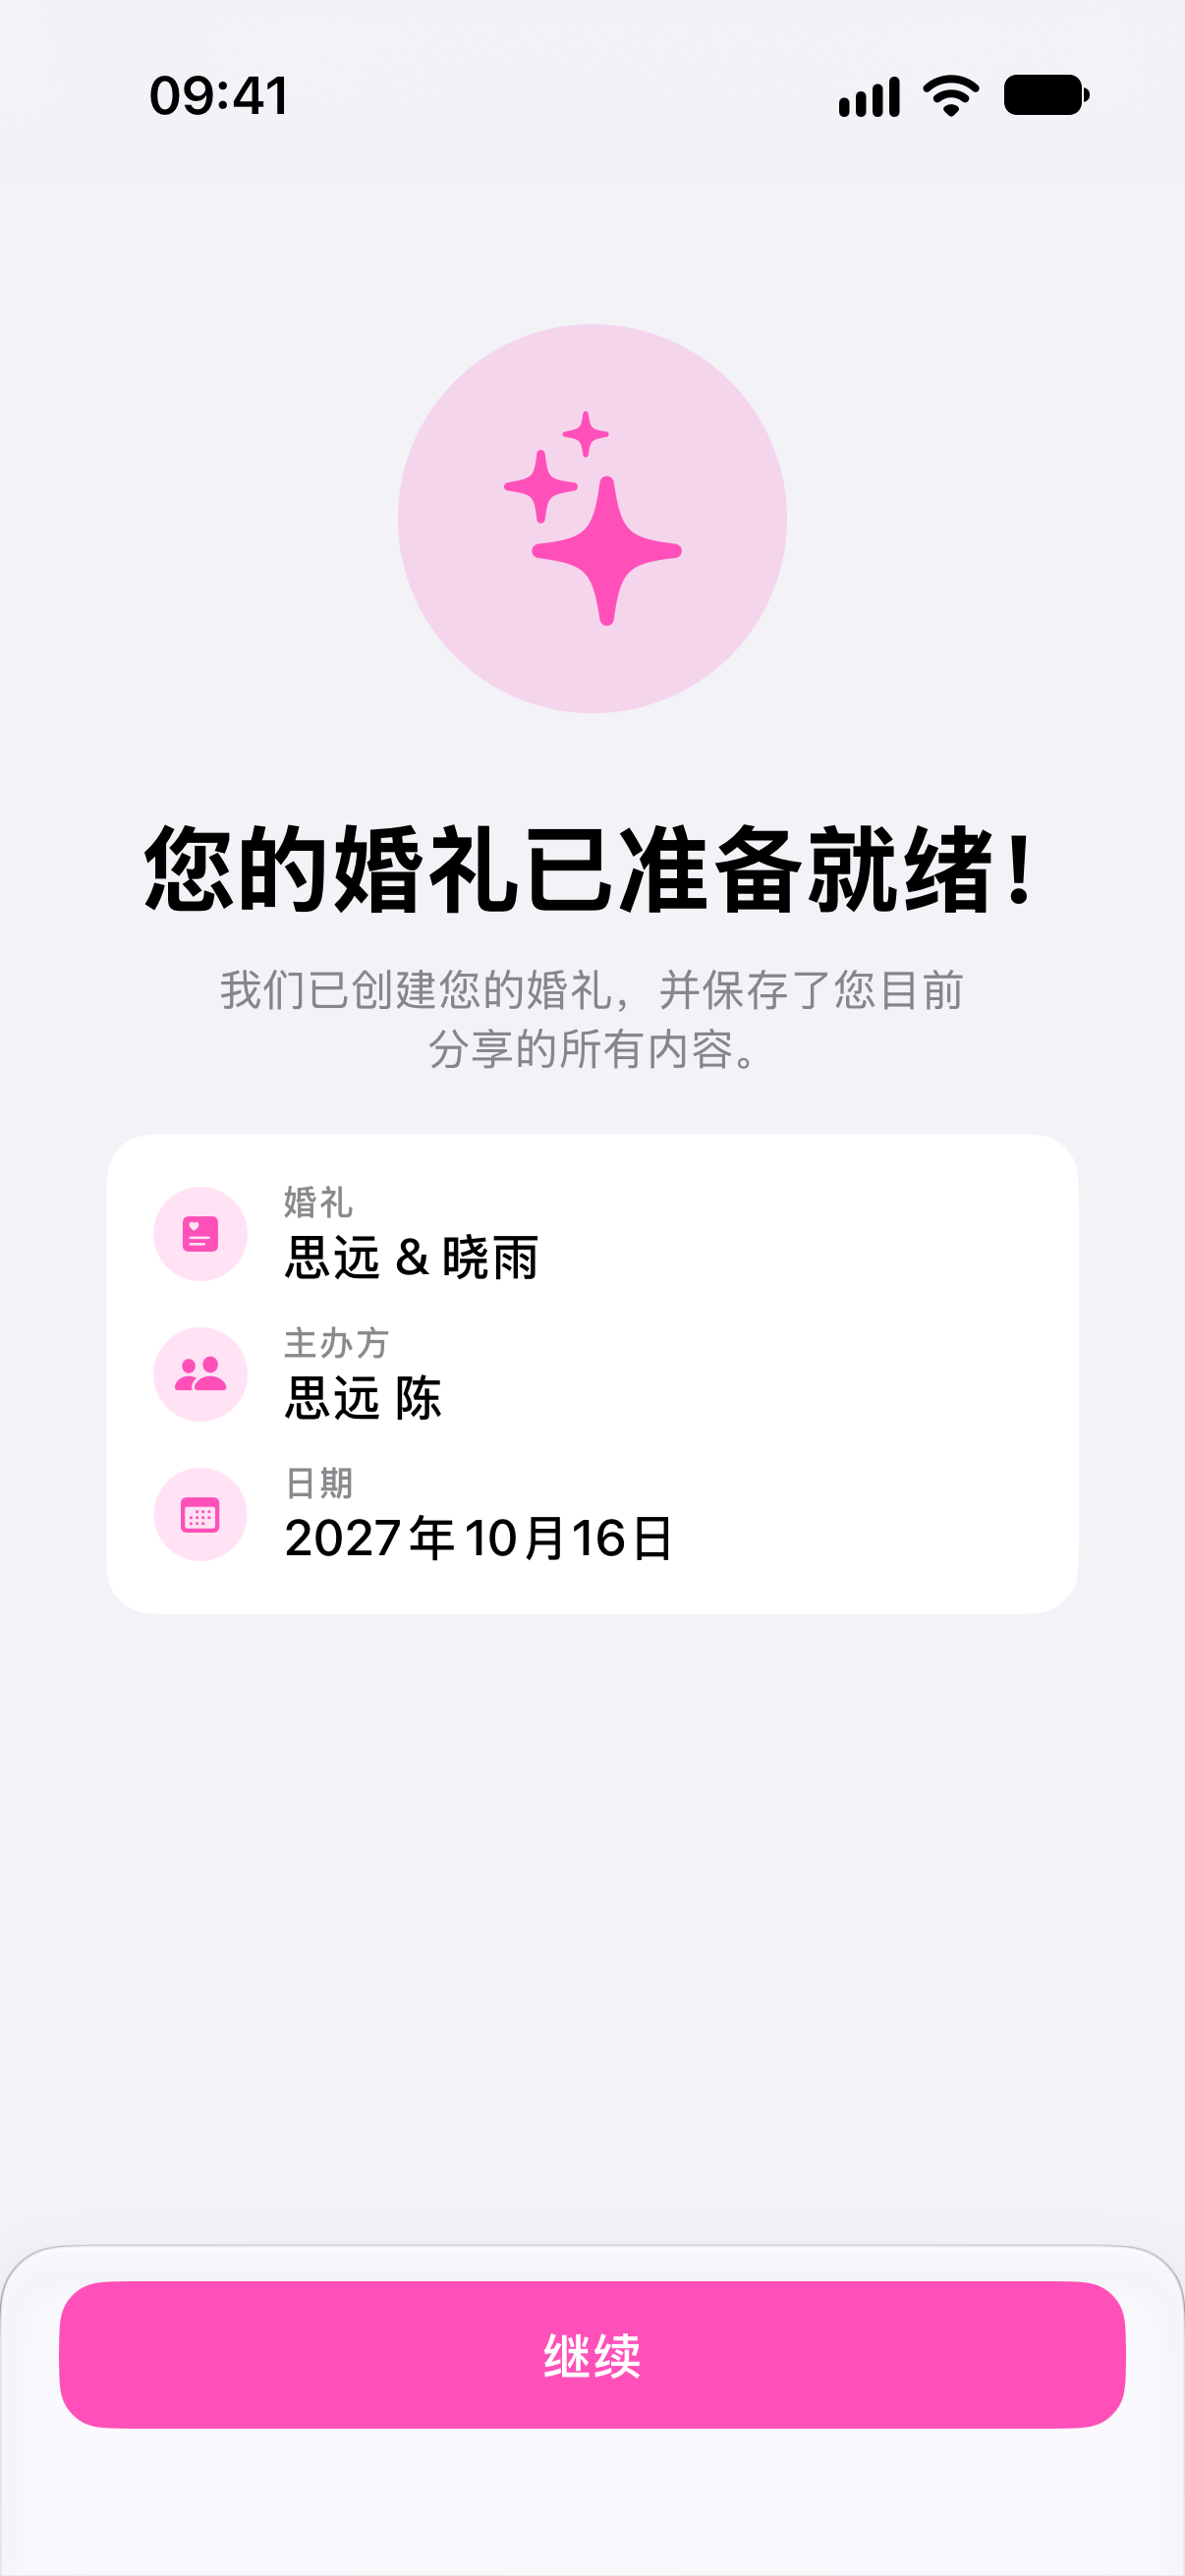 09:41
您的婚礼已准备就绪！
我们已创建您的婚礼，并保存了您目前
分享的所有内容。
婚礼
思远 & 晓雨
主办方
思远 陈
日期
2027年10月16日
继续